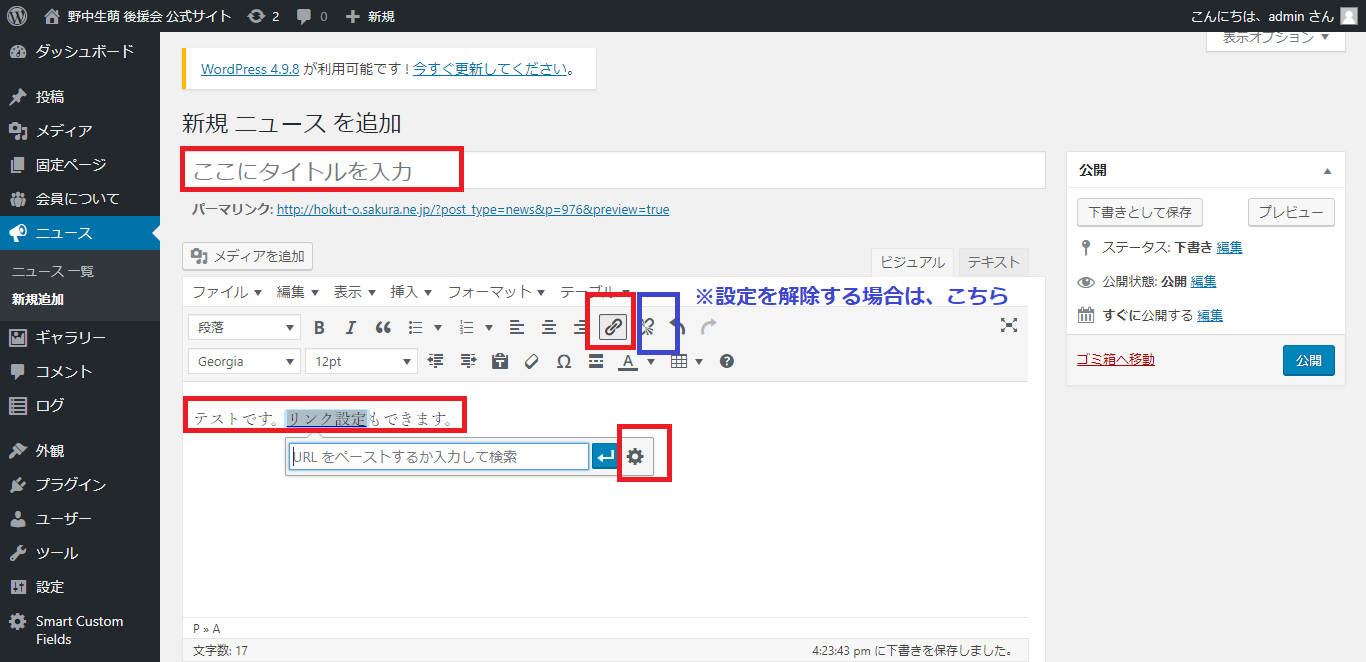 野中生萌 後援会 公式サイト 2 0 新規 こんにちは、admin さん
表示オプション
ダッシュボード
投稿
メディア
固定ページ
会員について
ニュース
ニュース 一覧
新規追加
ギャラリー
コメント
ログ
外観
プラグイン
ユーザー
ツール
設定
Smart Custom
Fields
WordPress 4.9.8 が利用可能です ! 今すぐ更新してください。
新規 ニュース を追加
ここにタイトルを入力
パーマリンク: http://hokut-o.sakura.ne.jp/?post_type=news&p=976&preview=true
メディアを追加
ビジュアル テキスト
ファイル 編集 表示 挿入 フォーマット テーブル
※設定を解除する場合は、こちら
段落 B I
Georgia 12pt Ω A
テストです。リンク設定もできます。
URL をペーストするか入力して検索
P » A
文字数: 17 4:23:43 pm に下書きを保存しました。
公開
下書きとして保存 プレビュー
ステータス: 下書き 編集
公開状態: 公開 編集
すぐに公開する 編集
ゴミ箱へ移動 公開